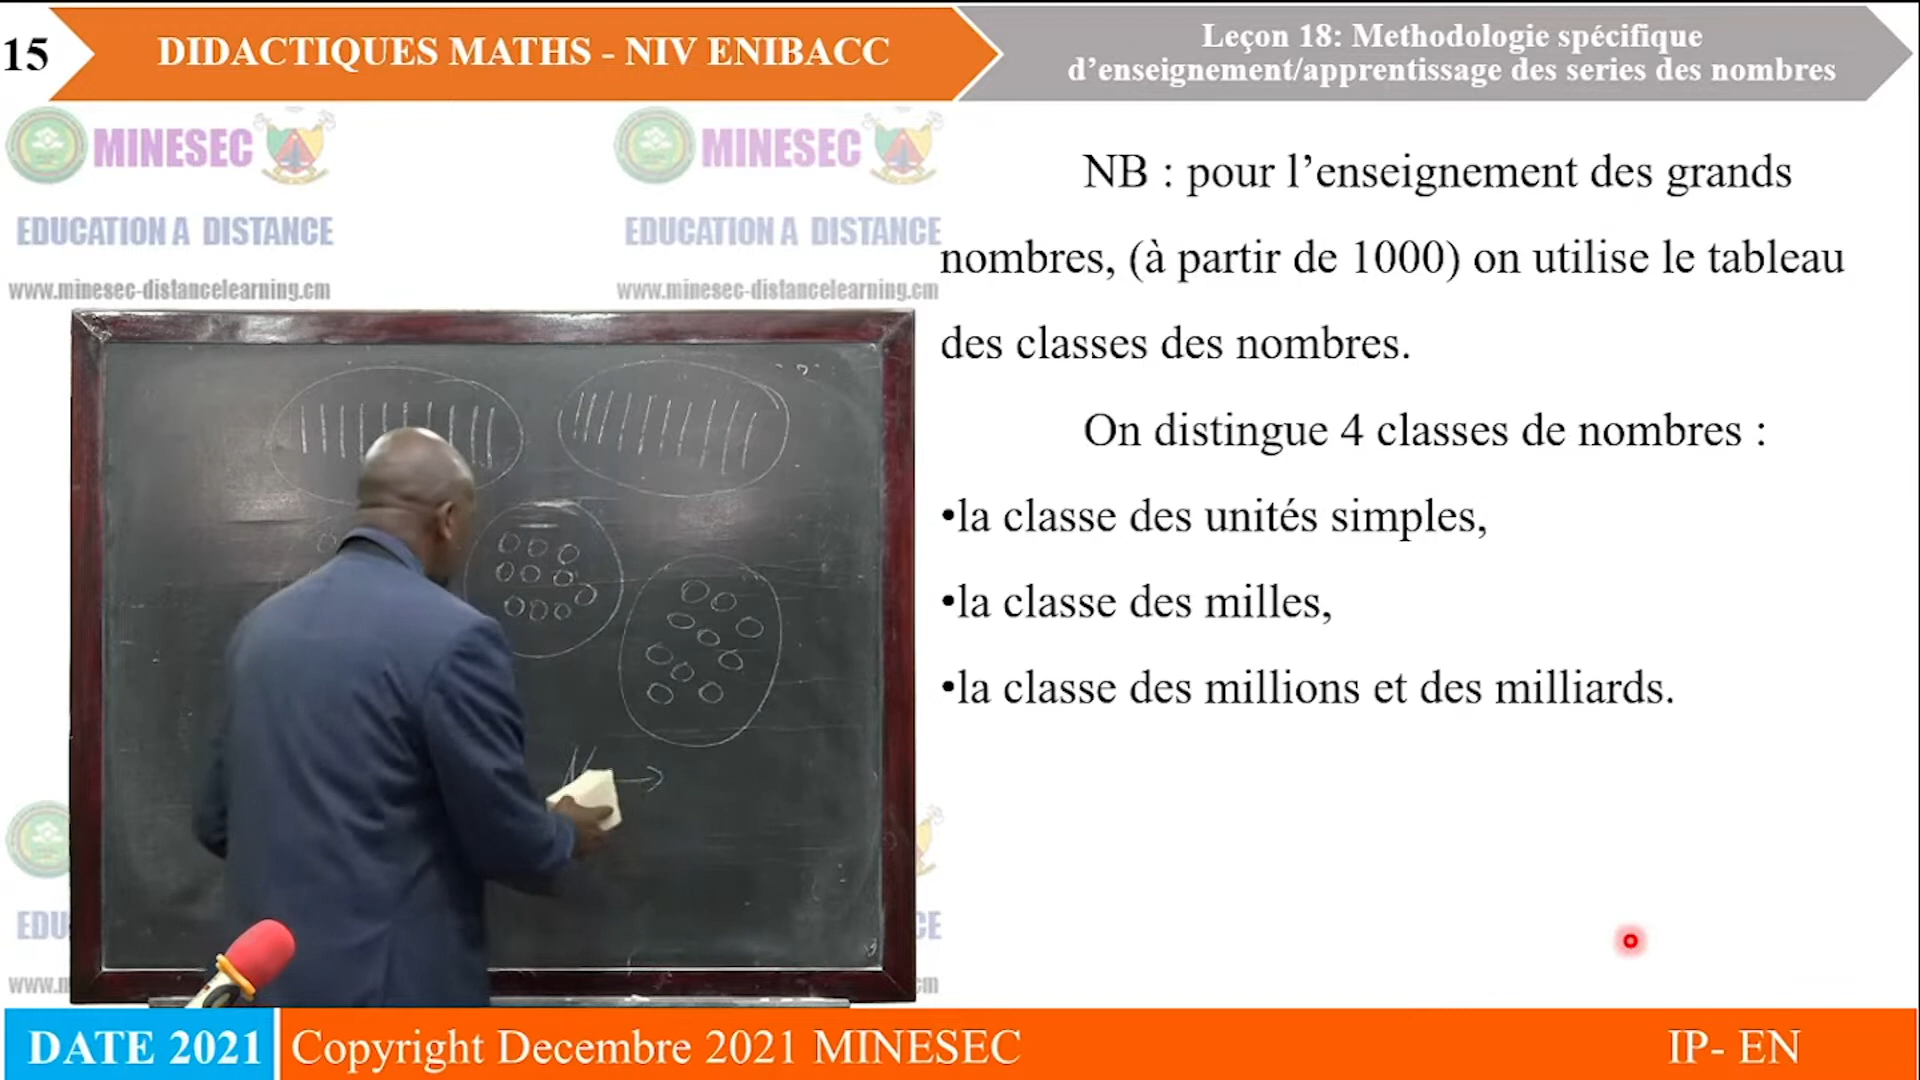 15
DIDACTIQUES MATHS - NIV ENIBACC
Leçon 18: Methodologie spécifique
d’enseignement/apprentissage des series des nombres
MINESEC
EDUCATION A DISTANCE
www.minesec-distancelearning.cm
MINESEC
EDUCATION A DISTANCE
www.minesec-distancelearning.cm
NB : pour l’enseignement des grands
nombres, (à partir de 1000) on utilise le tableau
des classes des nombres.
On distingue 4 classes de nombres :
•la classe des unités simples,
•la classe des milles,
•la classe des millions et des milliards.
EDU
CE
www.m
cm
DATE 2021
Copyright Decembre 2021 MINESEC
IP- EN